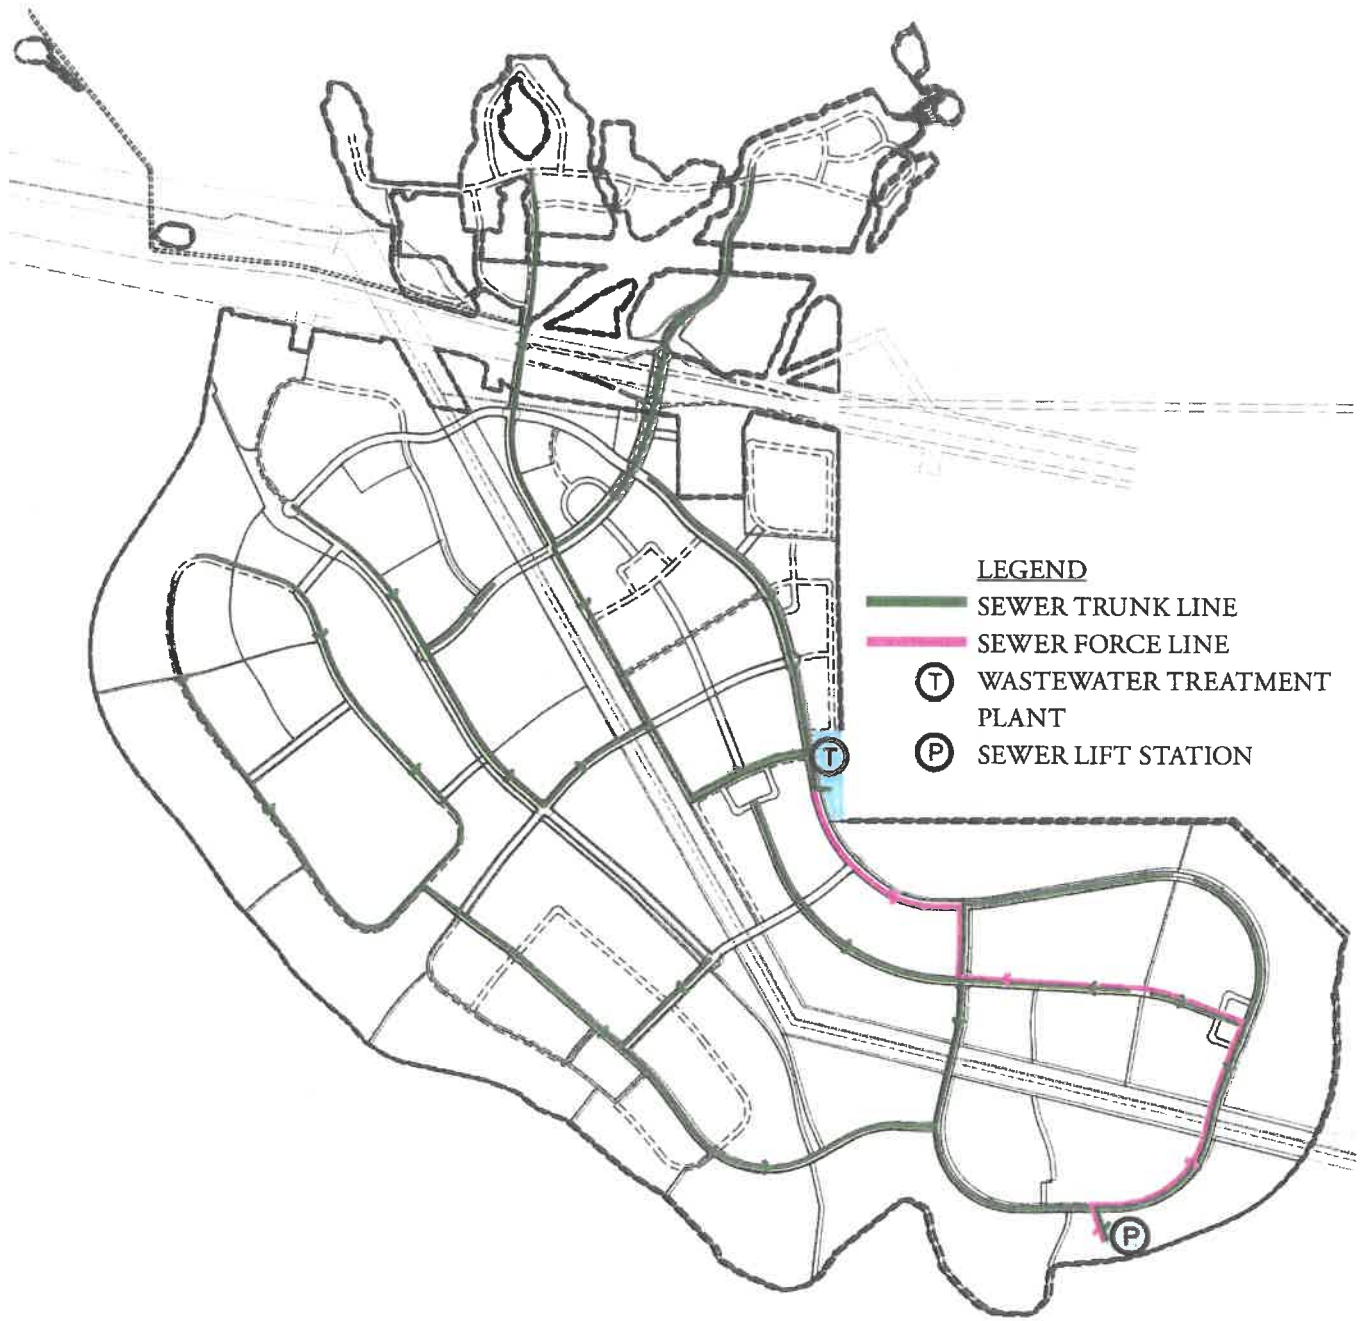 LEGEND
SEWER TRUNK LINE
SEWER FORCE LINE
T WASTEWATER TREATMENT
PLANT
P SEWER LIFT STATION
T
P